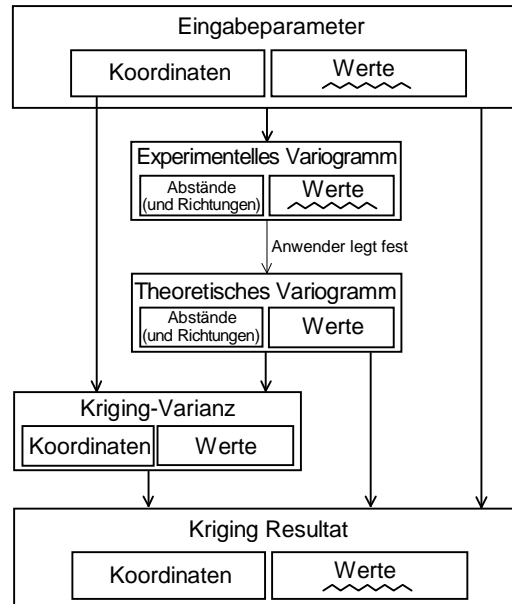 Eingabeparameter
Koordinaten
Werte
Experimentelles Variogramm
Abstände
(und Richtungen)
Werte
Anwender legt fest
Theoretisches Variogramm
Abstände
(und Richtungen)
Werte
Kriging-Varianz
Koordinaten
Werte
Kriging Resultat
Koordinaten
Werte